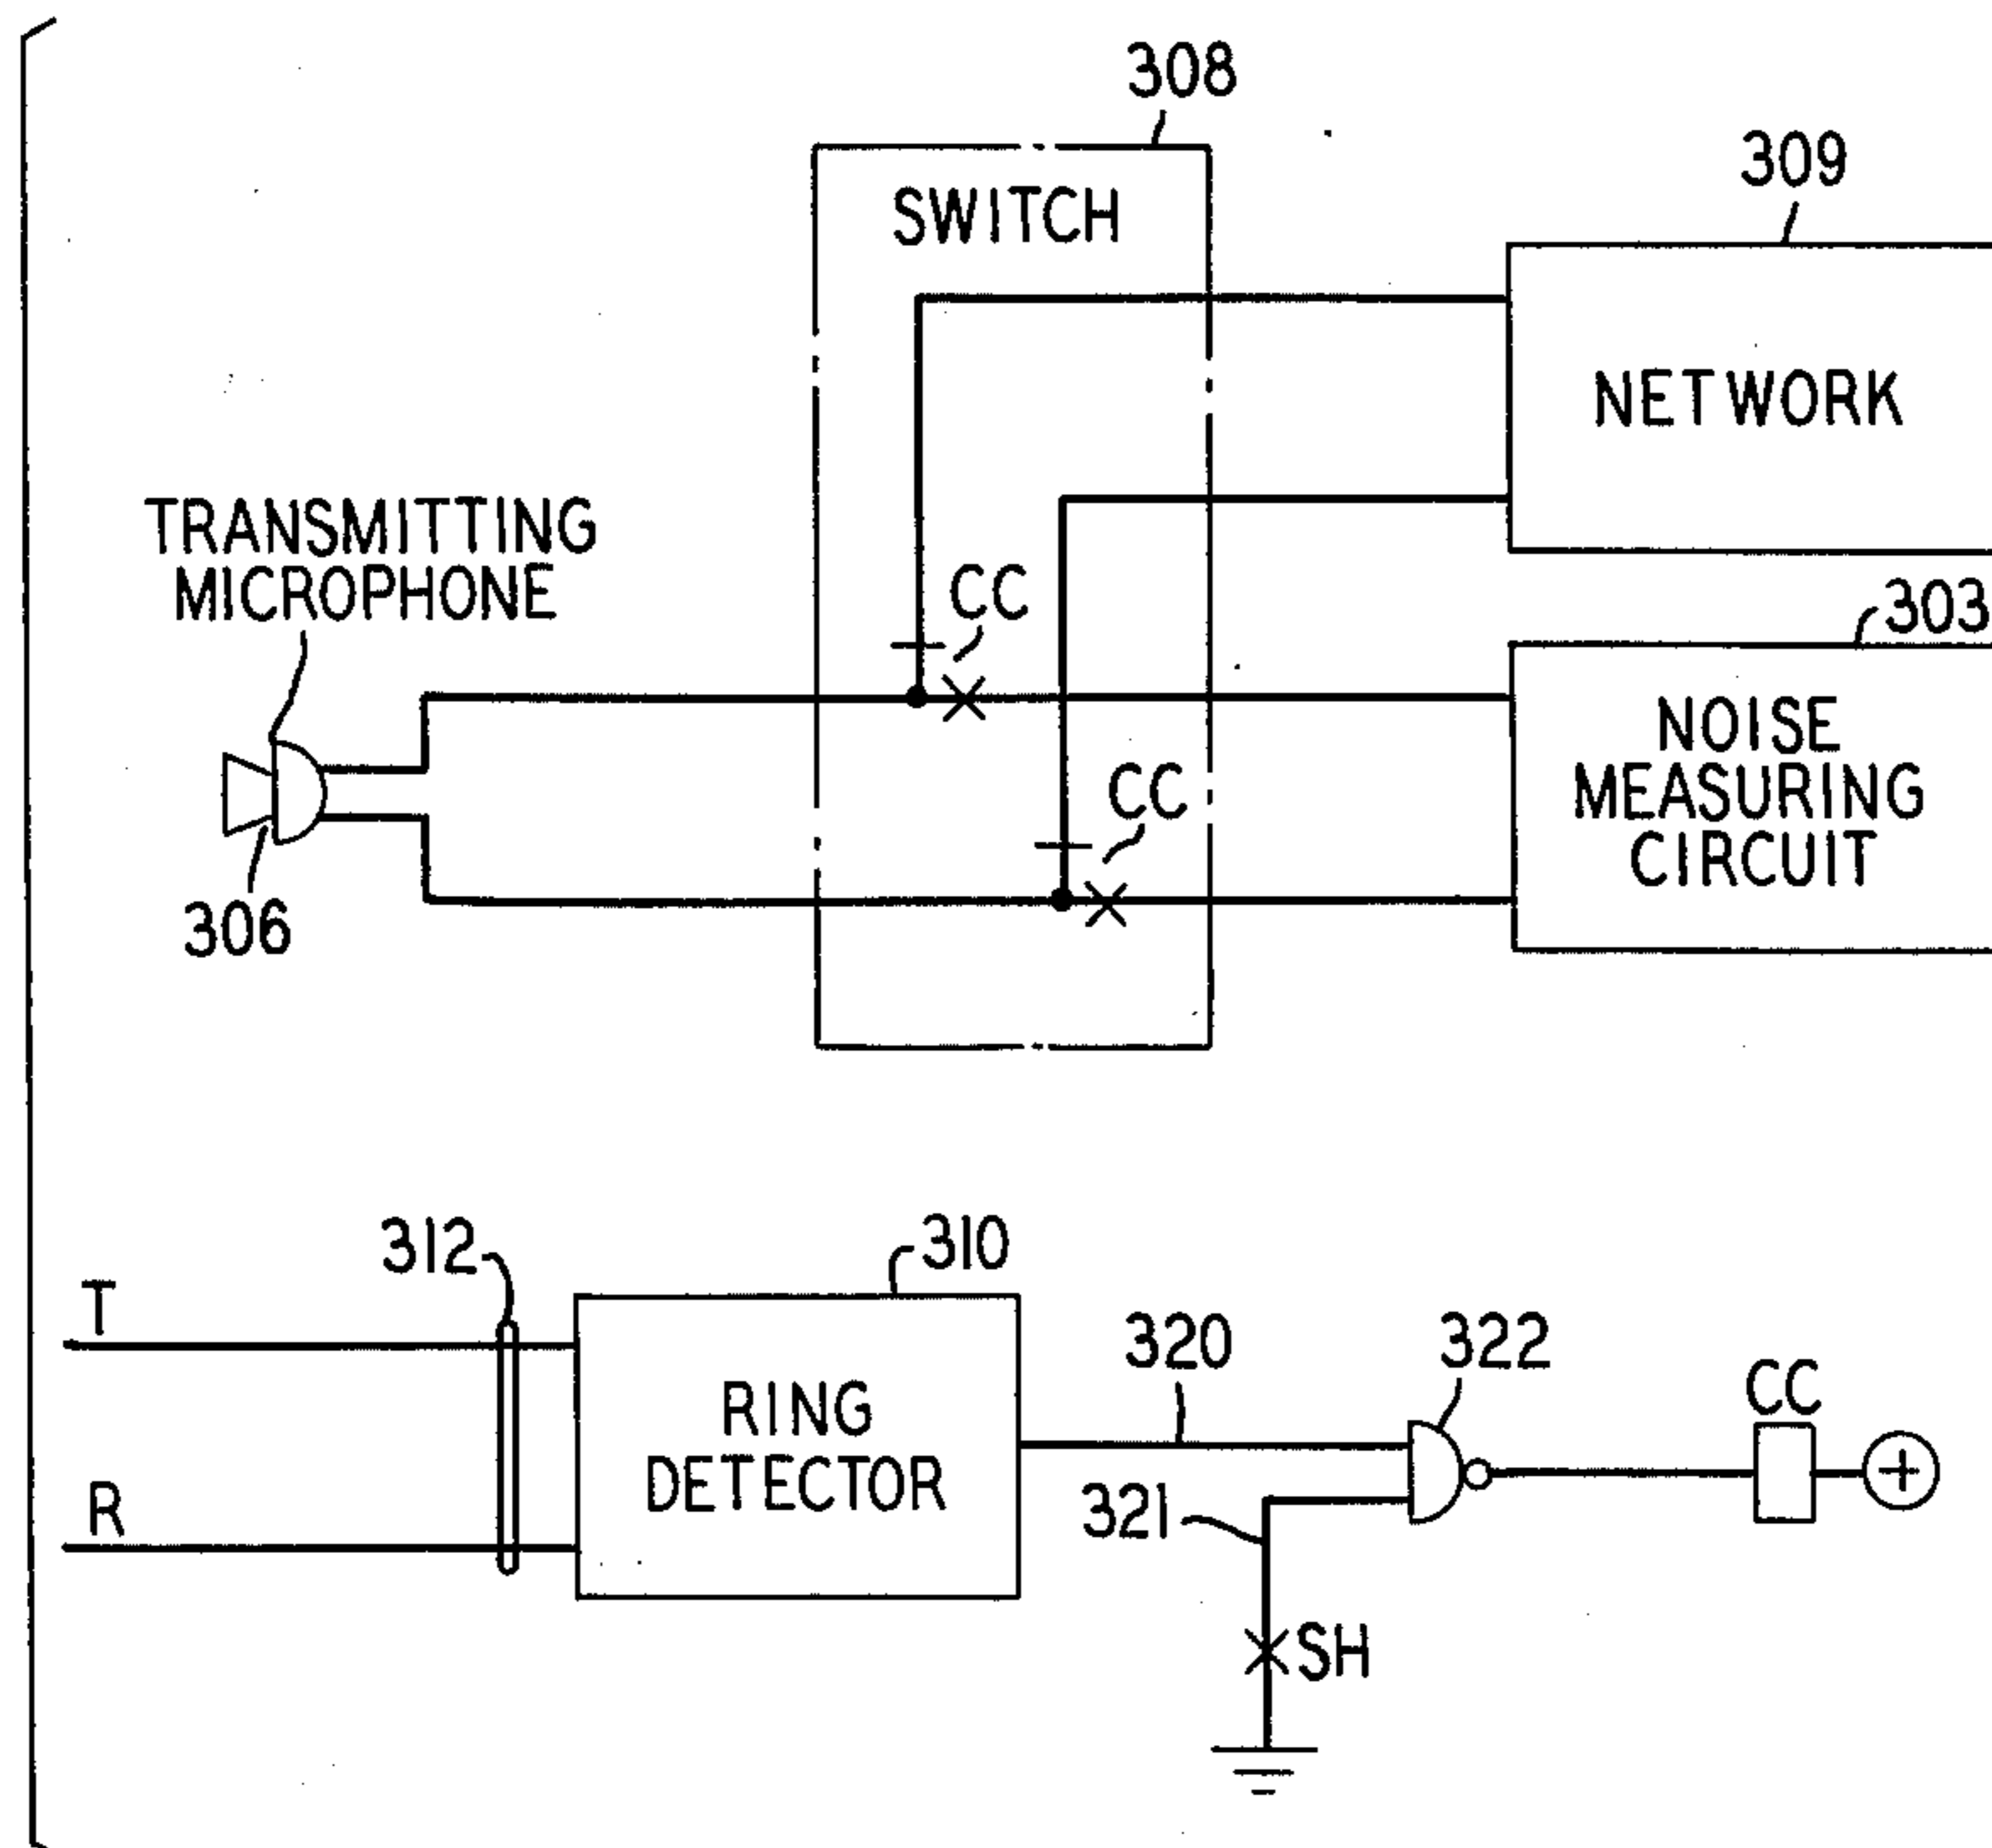 308
SWITCH
309
NETWORK
TRANSMITTING
MICROPHONE
CC
303
NOISE
MEASURING
CIRCUIT
CC
306
312
310
T
320
322
CC
RING
DETECTOR
R
321
SH